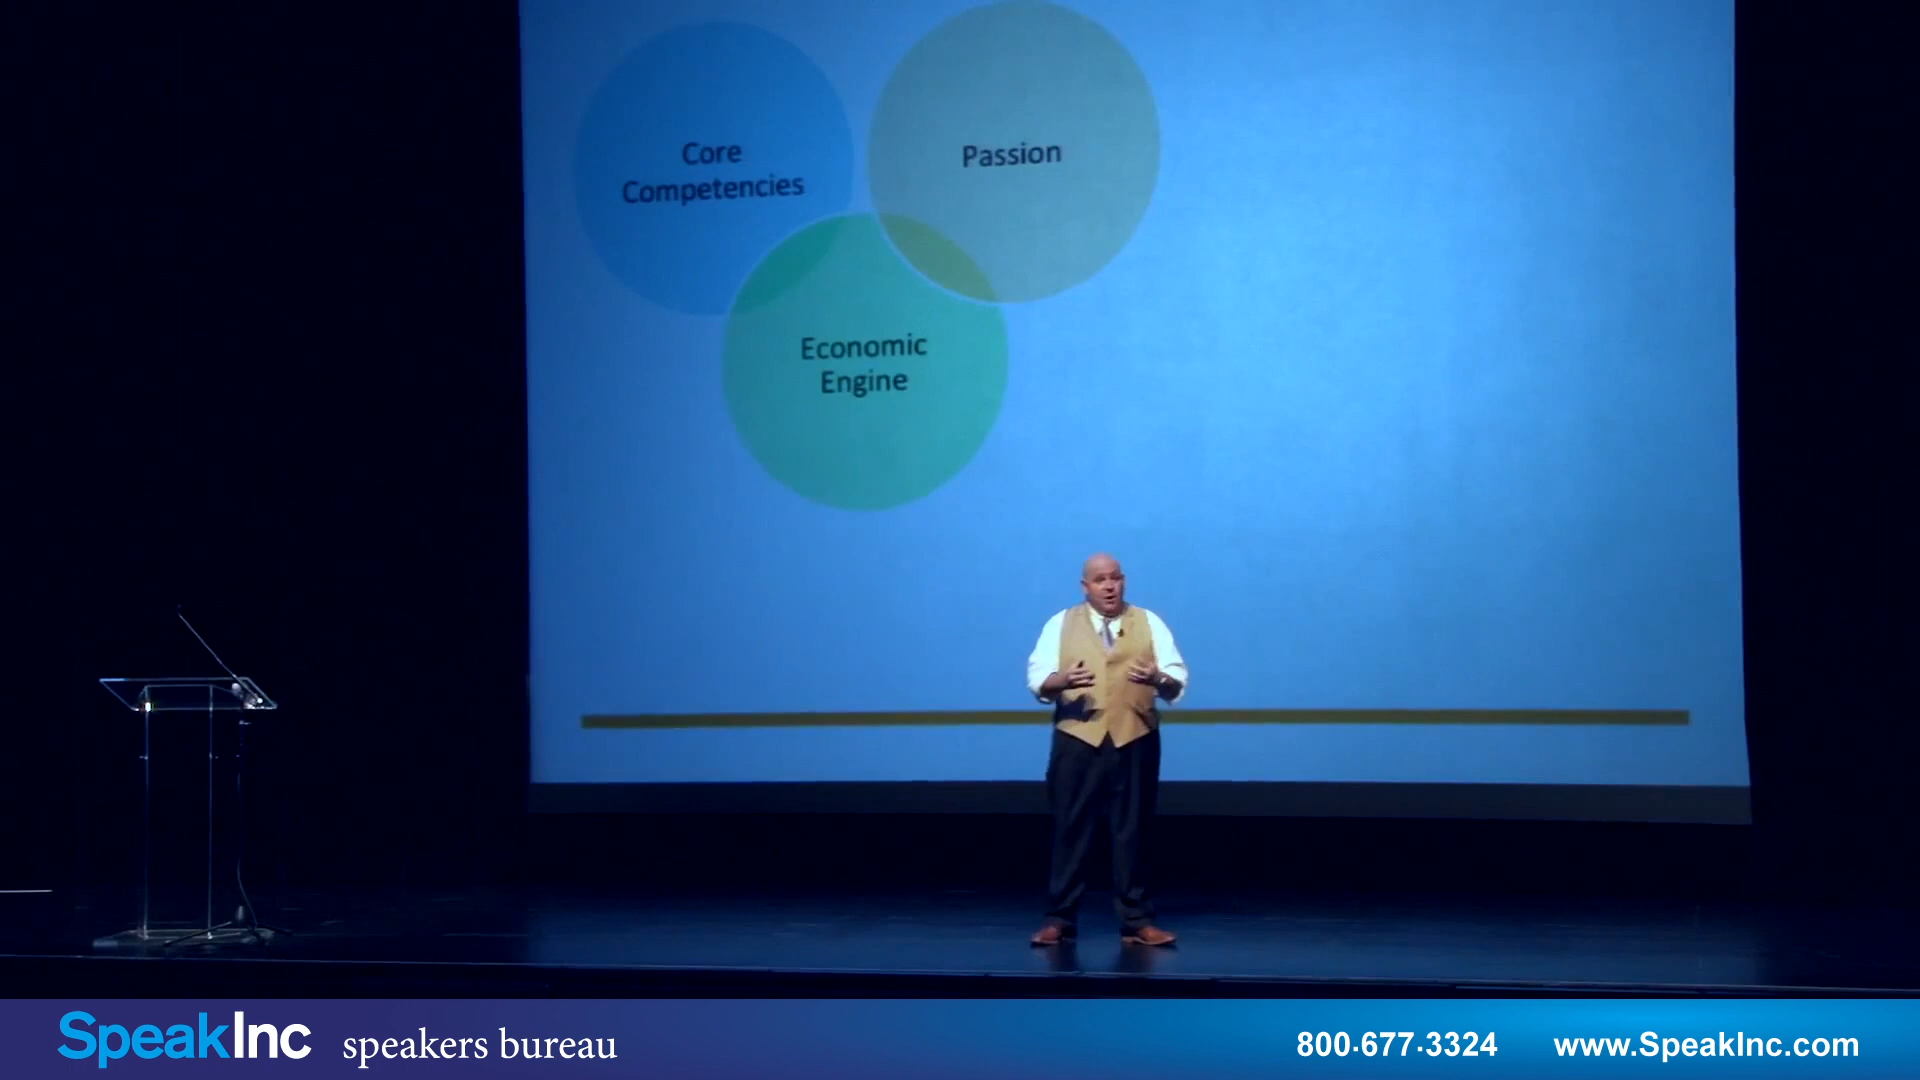 Core
Competencies
Passion
Economic
Engine
SpeakInc speakers bureau
800·677·3324
www.SpeakInc.com